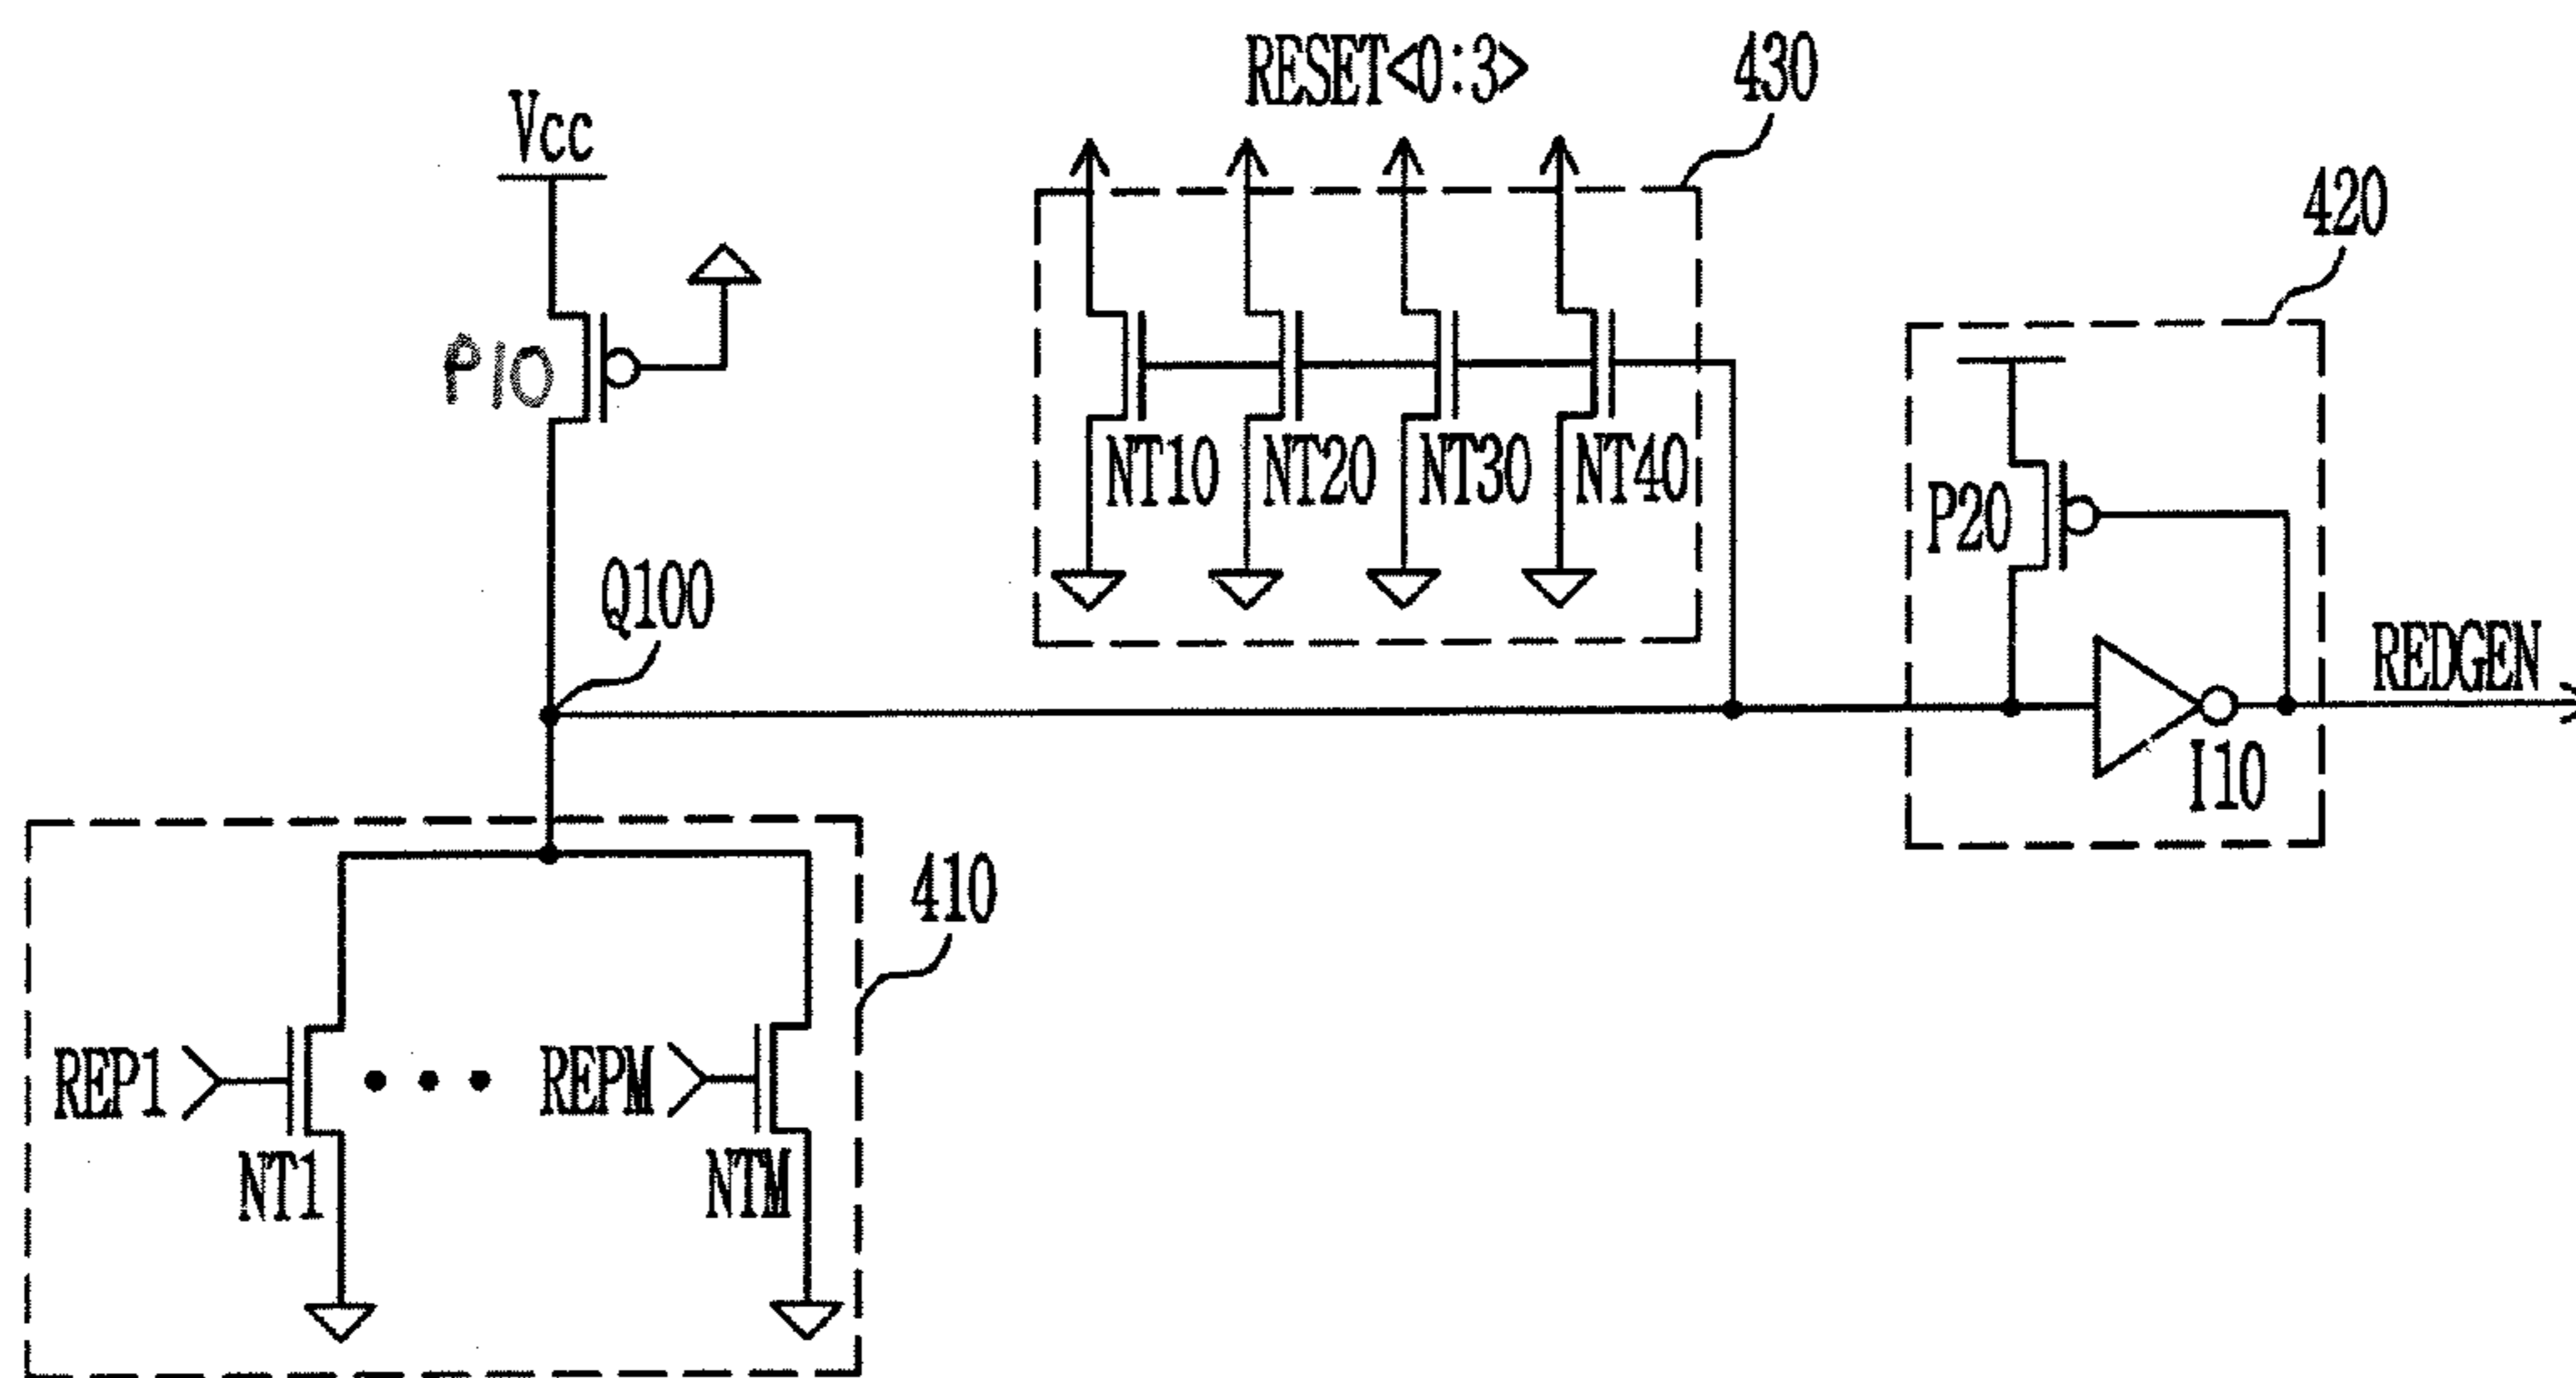 RESET<0:3>
430
Vcc
420
P10
NT10
NT20
NT30
NT40
P20
Q100
REDGEN
I10
410
REP1
REPM
NT1
NTM